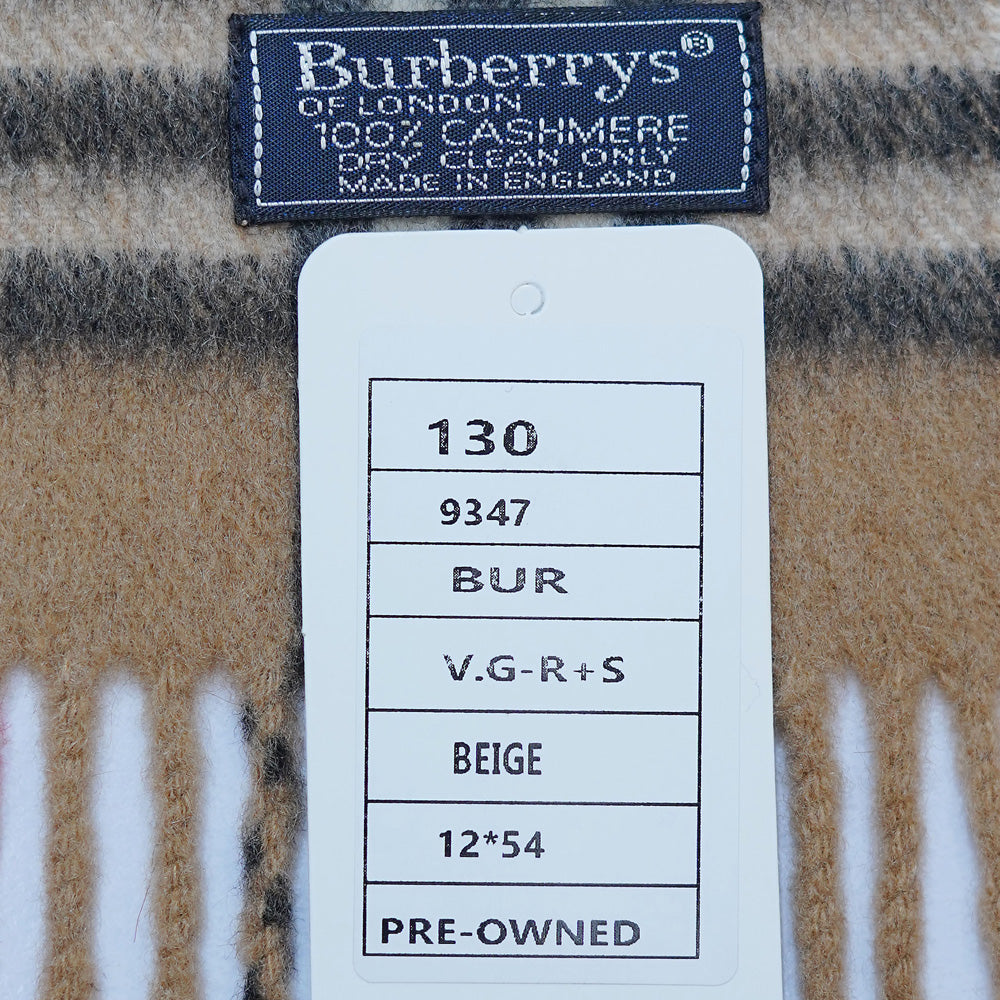 Burberrys®
OF LONDON
100% CASHMERE
DRY CLEAN ONLY
MADE IN ENGLAND
130
9347
BUR
V.G-R+S
BEIGE
12*54
PRE-OWNED